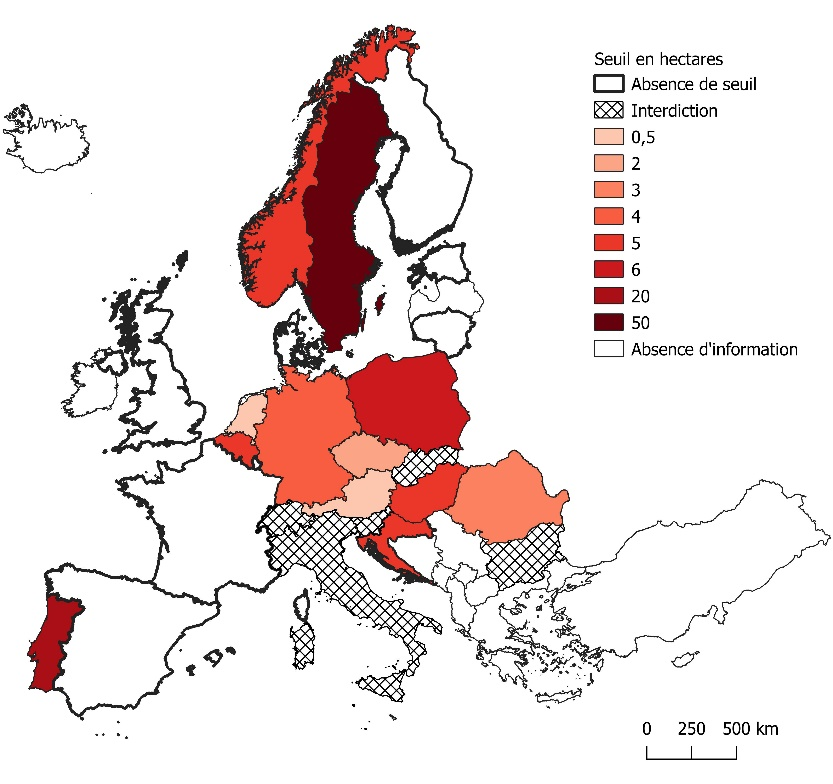 Seuil en hectares
Absence de seuil
Interdiction
0,5
2
3
4
5
6
20
50
Absence d'information
0 250 500 km